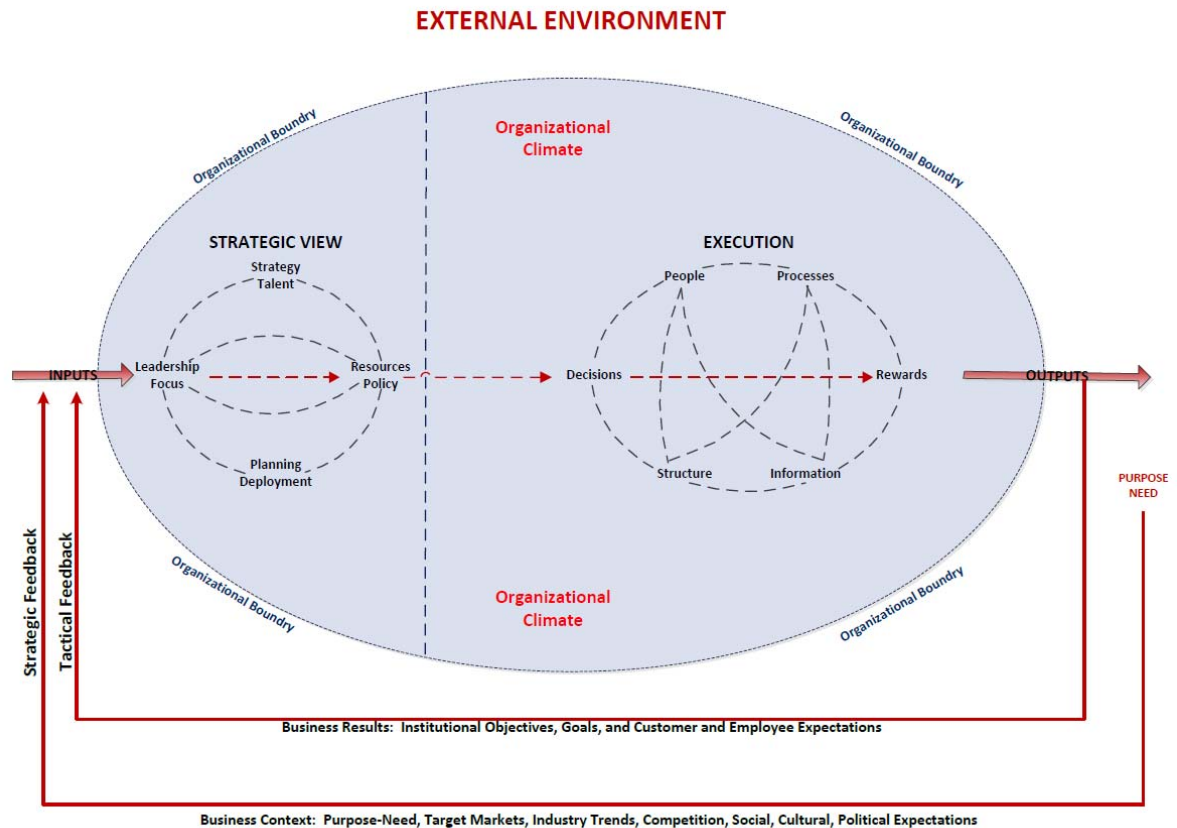 EXTERNAL ENVIRONMENT
Organizational Boundry
Organizational
Climate
Organizational Boundry
STRATEGIC VIEW
Strategy
Talent
EXECUTION
People
Processes
INPUTS
Leadership
Focus
Resources
Policy
Decisions
Rewards
OUTPUTS
Planning
Deployment
Structure
Information
PURPOSE
NEED
Strategic Feedback
Tactical Feedback
Organizational Boundry
Organizational
Climate
Organizational Boundry
Business Results:  Institutional Objectives, Goals, and Customer and Employee Expectations
Business Context:  Purpose-Need, Target Markets, Industry Trends, Competition, Social, Cultural, Political Expectations